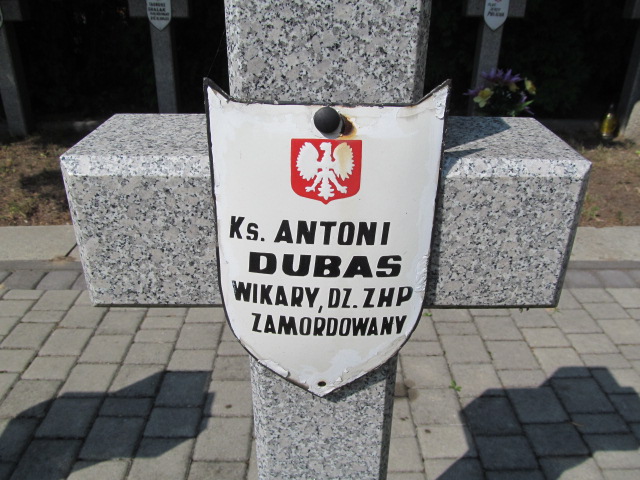 Ks. ANTONI
DUBAS
WIKARY, DZ. ZHP
ZAMORDOWANY